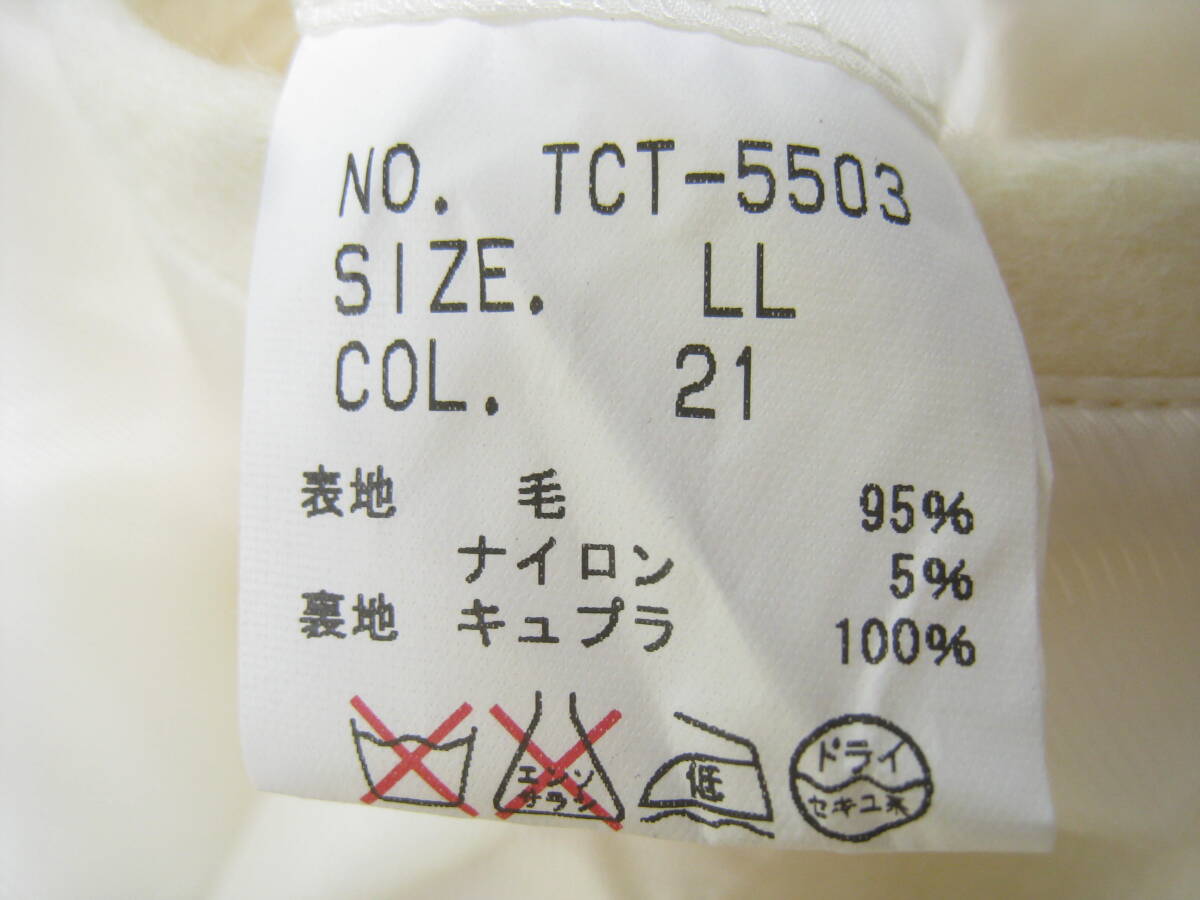 NO. TCT-5503
SIZE. LL
COL. 21
表地 毛 95%
ナイロン 5%
裏地 キュプラ 100%
エンソ
サラシ
低
ドライ
セキユ系